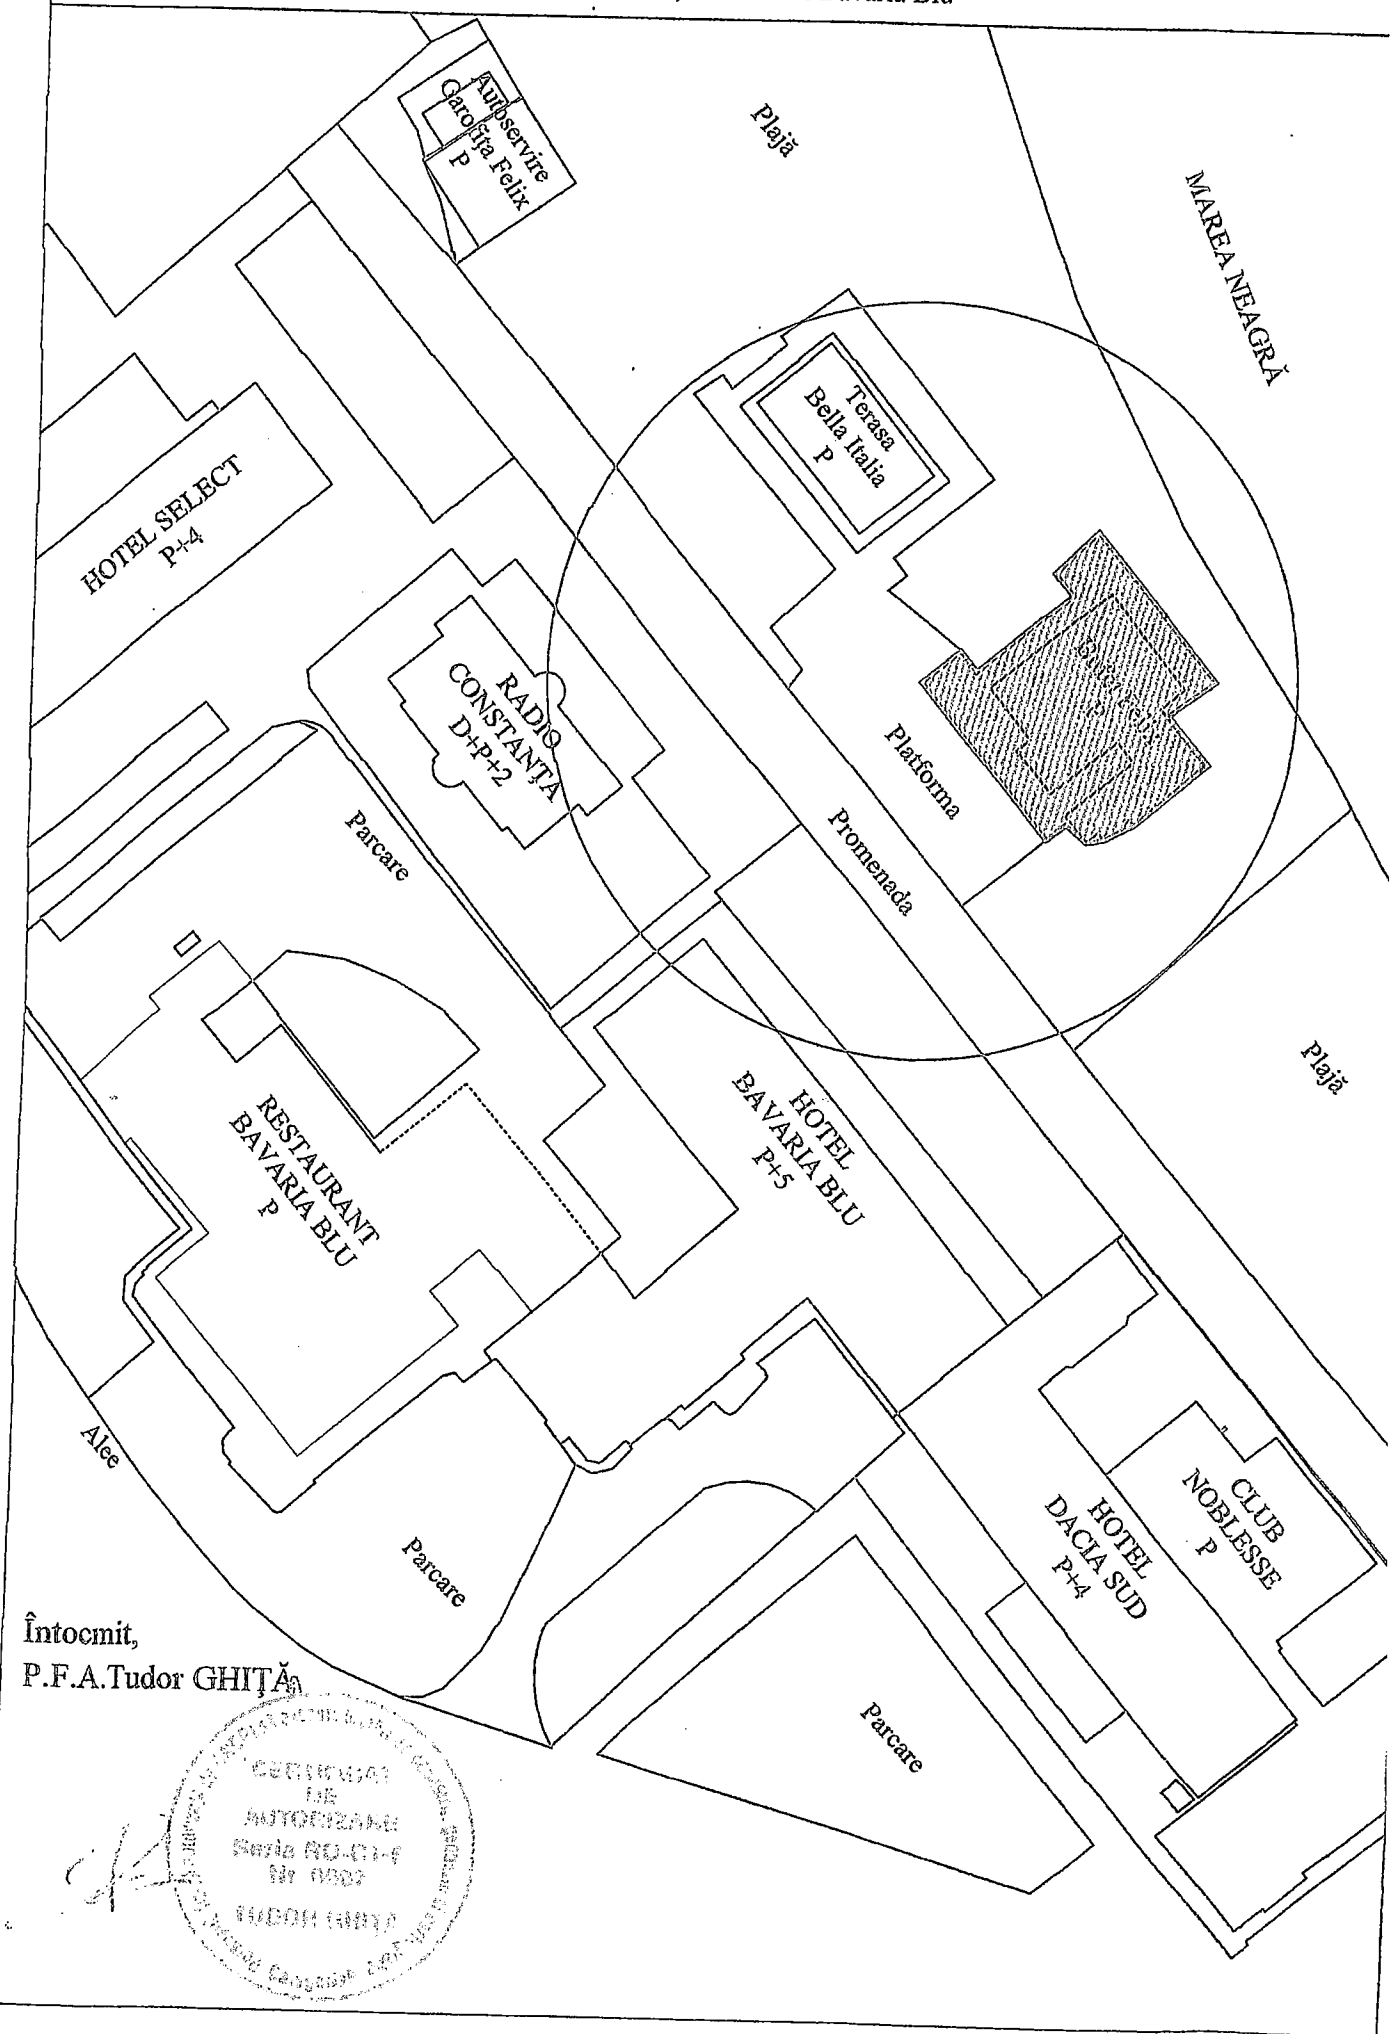 Autoservire
Garofița Felix
P
Plajă
MAREA NEAGRĂ
Terasa
Bella Italia
P
HOTEL SELECT
P+4
RADIO
CONSTANȚA
D+P+2
Platforma
Promenada
Parcare
Plajă
HOTEL
BAVARIA BLU
P+5
RESTAURANT
BAVARIA BLU
P
Alee
Parcare
CLUB
NOBLESSE
P
HOTEL
DACIA SUD
P+4
Parcare
Întocmit,
P.F.A.Tudor GHIȚĂ
CERTIFICAT
DE
AUTORIZARE
Seria
Nr
TUDOR GHIȚĂ